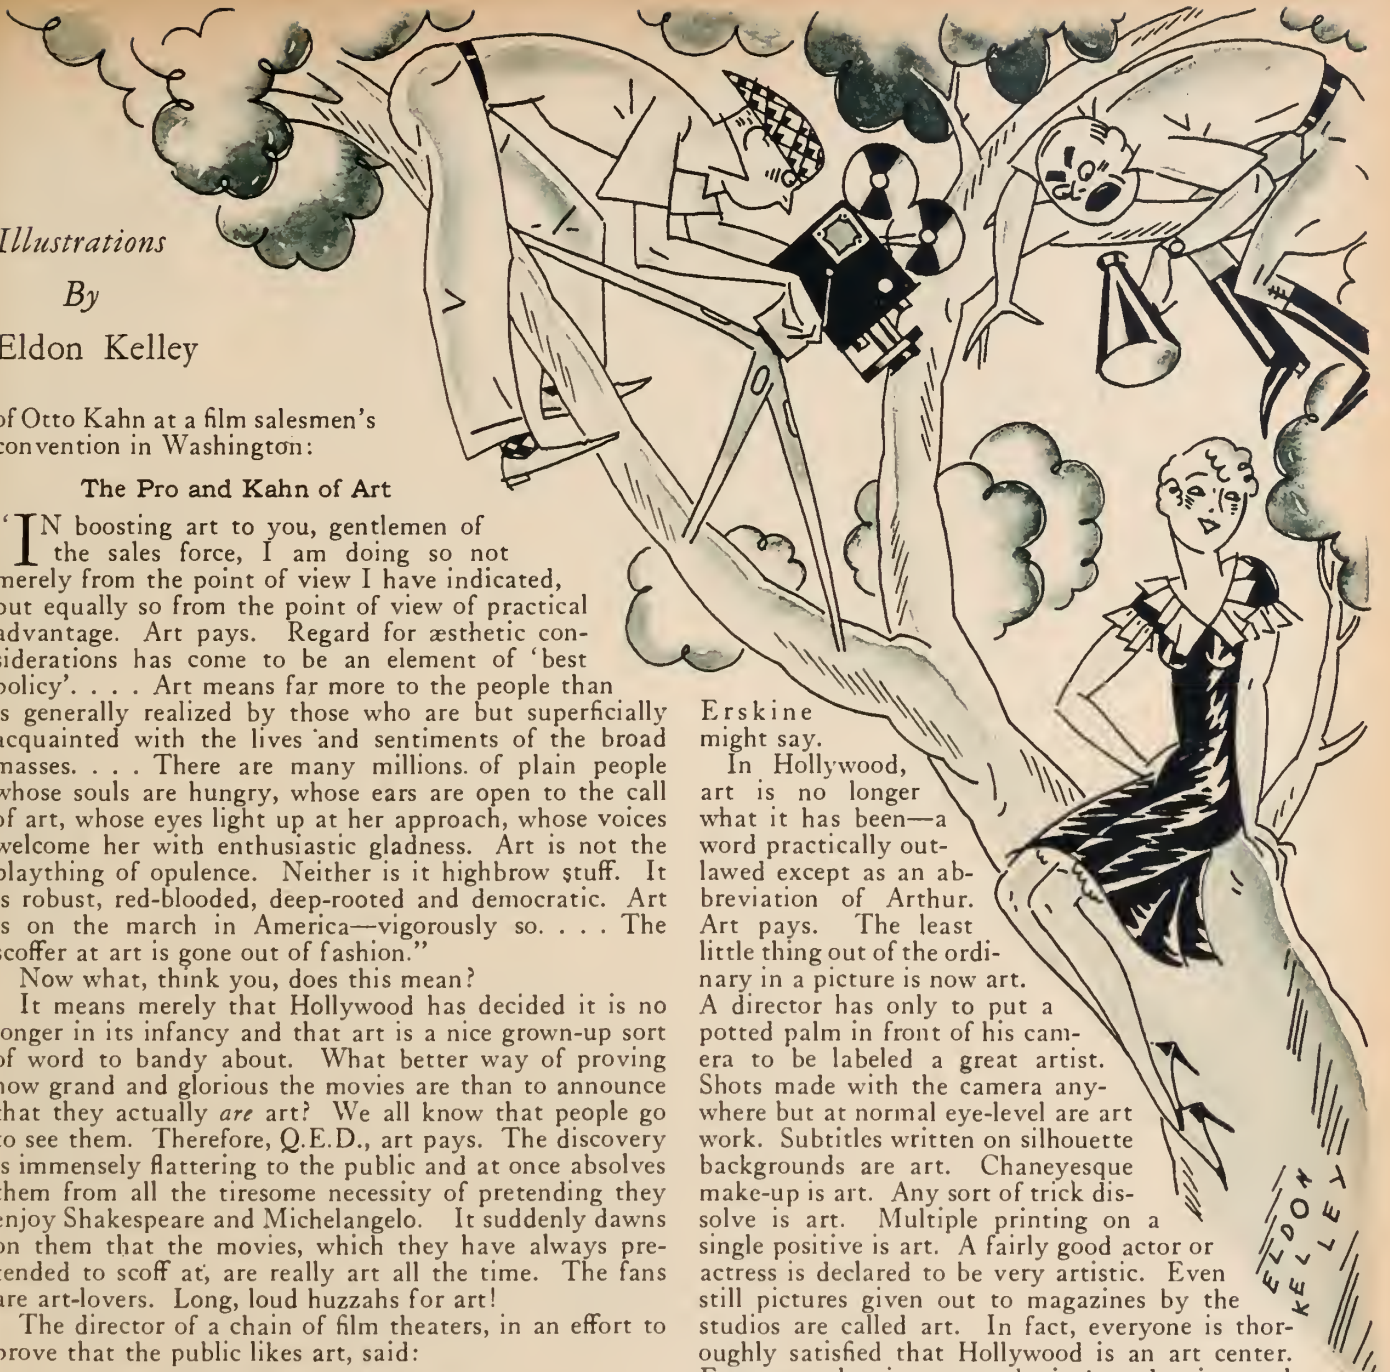 Illustrations
By
Eldon Kelley
of Otto Kahn at a film salesmen's
convention in Washington:
The Pro and Kahn of Art
"IN boosting art to you, gentlemen of
the sales force, I am doing so not
merely from the point of view I have indicated,
but equally so from the point of view of practical
advantage. Art pays. Regard for æsthetic con-
siderations has come to be an element of 'best
policy'. . . . Art means far more to the people than
is generally realized by those who are but superficially
acquainted with the lives and sentiments of the broad
masses. . . . There are many millions. of plain people
whose souls are hungry, whose ears are open to the call
of art, whose eyes light up at her approach, whose voices
welcome her with enthusiastic gladness. Art is not the
plaything of opulence. Neither is it highbrow stuff. It
is robust, red-blooded, deep-rooted and democratic. Art
is on the march in America—vigorously so. . . . The
scoffer at art is gone out of fashion."
Now what, think you, does this mean?
It means merely that Hollywood has decided it is no
longer in its infancy and that art is a nice grown-up sort
of word to bandy about. What better way of proving
how grand and glorious the movies are than to announce
that they actually are art? We all know that people go
to see them. Therefore, Q.E.D., art pays. The discovery
is immensely flattering to the public and at once absolves
them from all the tiresome necessity of pretending they
enjoy Shakespeare and Michelangelo. It suddenly dawns
on them that the movies, which they have always pre-
tended to scoff at, are really art all the time. The fans
are art-lovers. Long, loud huzzahs for art!
The director of a chain of film theaters, in an effort to
prove that the public likes art, said:
Erskine
might say.
In Hollywood,
art is no longer
what it has been—a
word practically out-
lawed except as an ab-
breviation of Arthur.
Art pays. The least
little thing out of the ordi-
nary in a picture is now art.
A director has only to put a
potted palm in front of his cam-
era to be labeled a great artist.
Shots made with the camera any-
where but at normal eye-level are art
work. Subtitles written on silhouette
backgrounds are art. Chaneyesque
make-up is art. Any sort of trick dis-
solve is art. Multiple printing on a
single positive is art. A fairly good actor or
actress is declared to be very artistic. Even
still pictures given out to magazines by the
studios are called art. In fact, everyone is thor-
oughly satisfied that Hollywood is an art center.
ELDON
KELLEY